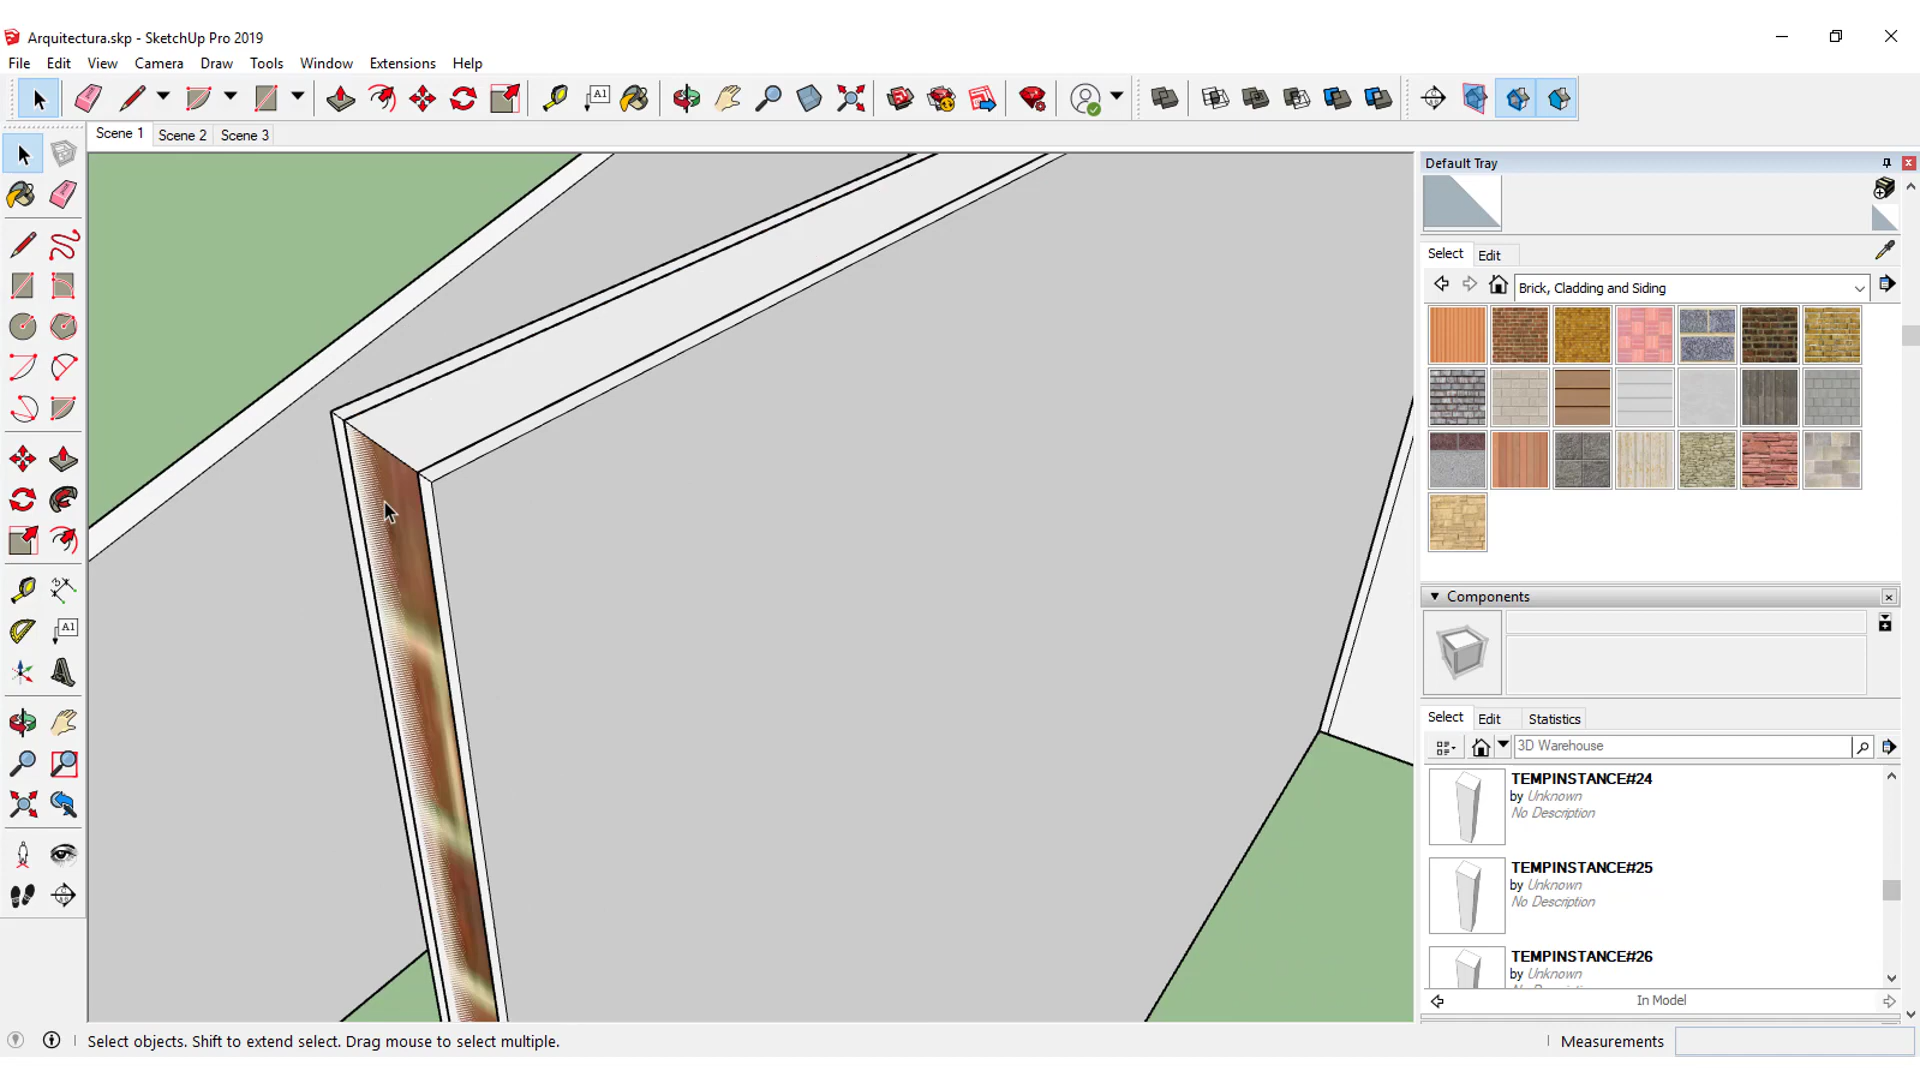 Arquitectura.skp - SketchUp Pro 2019
File Edit View Camera Draw Tools Window Extensions Help
A1
Scene 1 Scene 2 Scene 3
Default Tray
Select Edit
Brick, Cladding and Siding
A1
Components
Select Edit Statistics
3D Warehouse
TEMPINSTANCE#24
by Unknown
No Description
TEMPINSTANCE#25
by Unknown
No Description
TEMPINSTANCE#26
by Unknown
In Model
Select objects. Shift to extend select. Drag mouse to select multiple.
Measurements